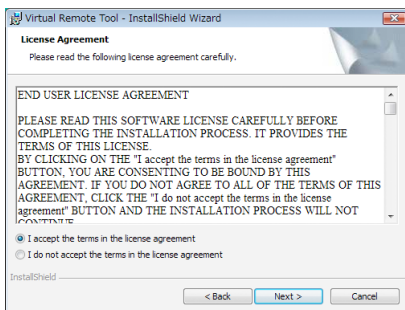 Virtual Remote Tool - InstallShield Wizard
License Agreement
Please read the following license agreement carefully.
END USER LICENSE AGREEMENT
PLEASE READ THIS SOFTWARE LICENSE CAREFULLY BEFORE
COMPLETING THE INSTALLATION PROCESS. IT PROVIDES THE
TERMS OF THIS LICENSE.
BY CLICKING ON THE "I accept the terms in the license agreement"
BUTTON, YOU ARE CONSENTING TO BE BOUND BY THIS
AGREEMENT. IF YOU DO NOT AGREE TO ALL OF THE TERMS OF THIS
AGREEMENT, CLICK THE "I do not accept the terms in the license
agreement" BUTTON AND THE INSTALLATION PROCESS WILL NOT
CONTINUE
I accept the terms in the license agreement
I do not accept the terms in the license agreement
InstallShield
< Back Next > Cancel